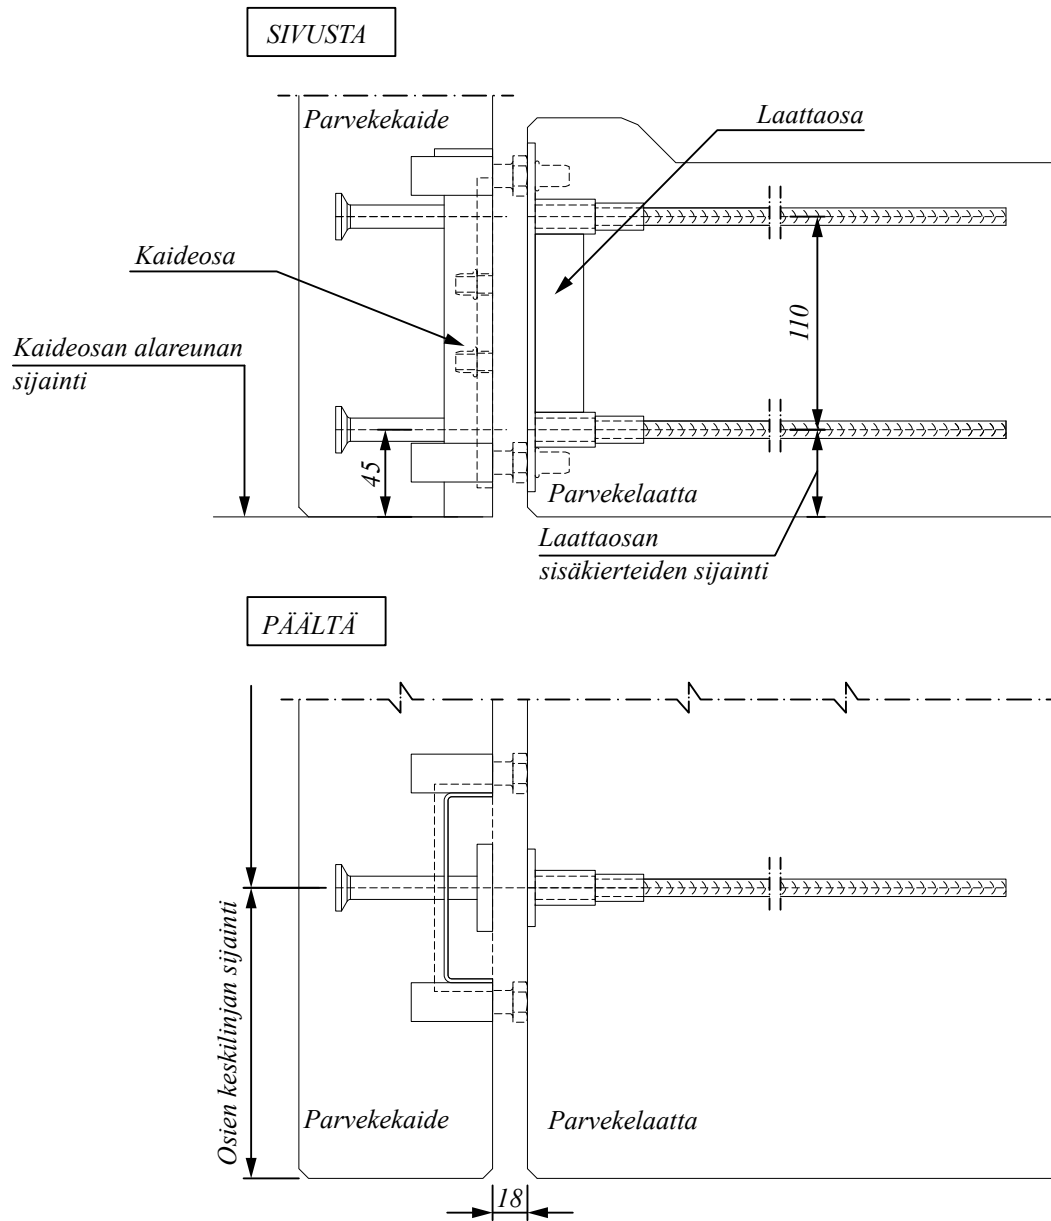 SIVUSTA
Parvekekaide
Laattaosa
Kaideosa
110
Kaideosan alareunan
sijainti
45
Parvekelaatta
Laattaosan
sisäkierteiden sijainti
PÄÄLTÄ
Osien keskilinjan sijainti
Parvekekaide
Parvekelaatta
18